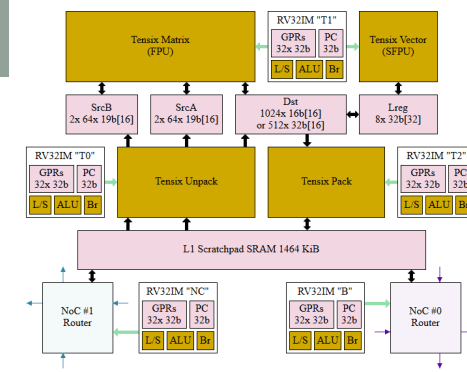 RV32IM "T1"
GPRs
32x 32b
PC
32b
L/S
ALU
Br
Tensix Matrix
(FPU)
Tensix Vector
(SFPU)
SrcB
2x 64x 19b[16]
SrcA
2x 64x 19b[16]
Dst
1024x 16b[16]
or 512x 32b[16]
Lreg
8x 32b[32]
RV32IM "T0"
GPRs
32x 32b
PC
32b
L/S
ALU
Br
Tensix Unpack
Tensix Pack
RV32IM "T2"
GPRs
32x 32b
PC
32b
L/S
ALU
Br
L1 Scratchpad SRAM 1464 KiB
NoC #1
Router
RV32IM "NC"
GPRs
32x 32b
PC
32b
L/S
ALU
Br
RV32IM "B"
GPRs
32x 32b
PC
32b
L/S
ALU
Br
NoC #0
Router